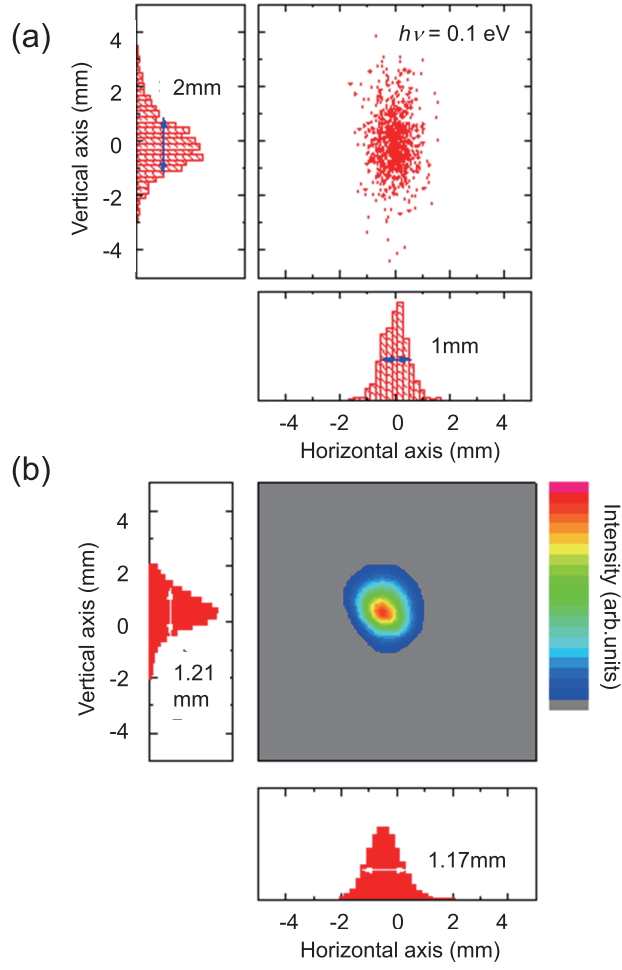 (a)
hν = 0.1 eV
4
2
0
-2
-4
Vertical axis (mm)
2mm
1mm
-4
-2
0
2
4
Horizontal axis (mm)
(b)
4
2
0
-2
-4
Vertical axis (mm)
1.21
mm
Intensity (arb.units)
1.17mm
-4
-2
0
2
4
Horizontal axis (mm)